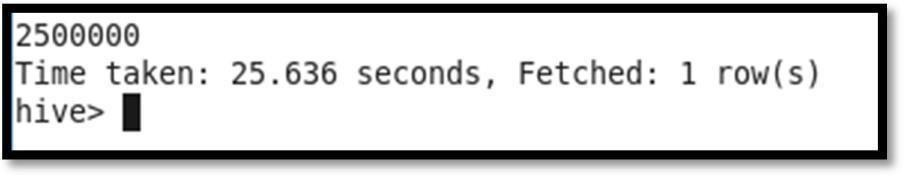 2500000
Time taken: 25.636 seconds, Fetched: 1 row(s)
hive>